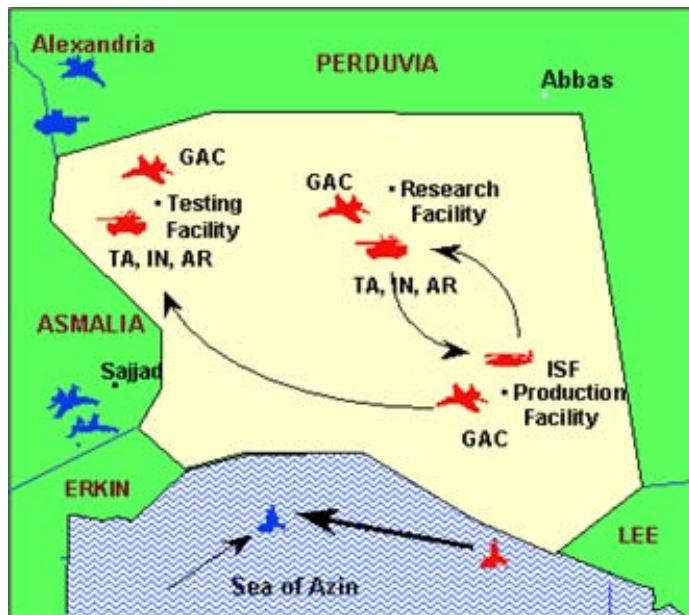 Alexandria
PERDUVIA
Abbas
GAC
• Testing
Facility
TA, IN, AR
GAC
• Research
Facility
TA, IN, AR
ASMALIA
Sajjad
ISF
• Production
Facility
GAC
ERKIN
LEE
Sea of Azin